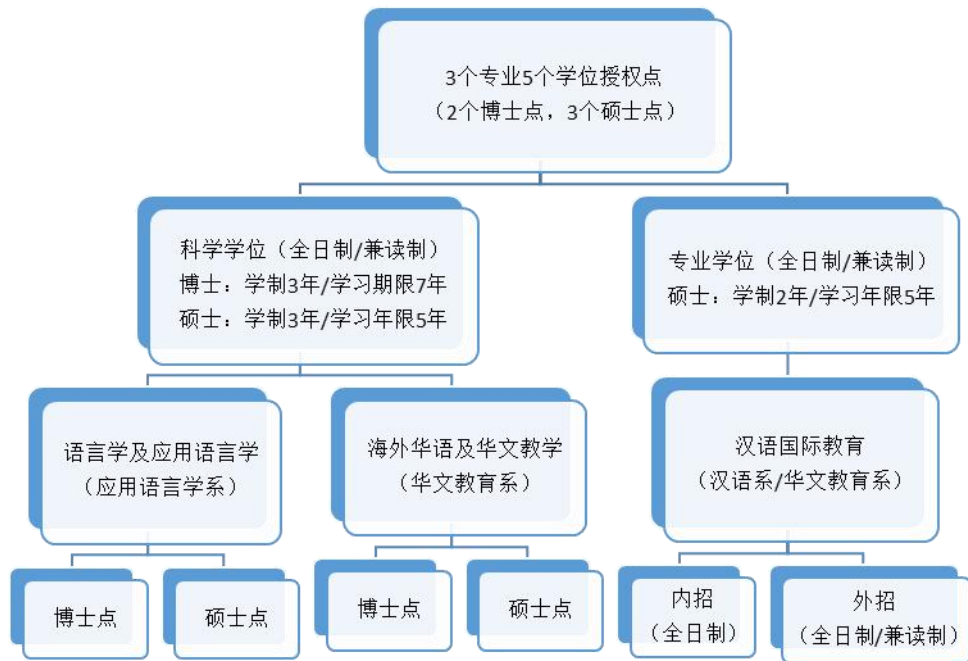 3个专业5个学位授权点
（2个博士点，3个硕士点）
科学学位（全日制/兼读制）
博士：学制3年/学习期限7年
硕士：学制3年/学习年限5年
专业学位（全日制/兼读制）
硕士：学制2年/学习年限5年
语言学及应用语言学
（应用语言学系）
海外华语及华文教学
（华文教育系）
汉语国际教育
（汉语系/华文教育系）
博士点
硕士点
博士点
硕士点
内招
（全日制）
外招
（全日制/兼读制）